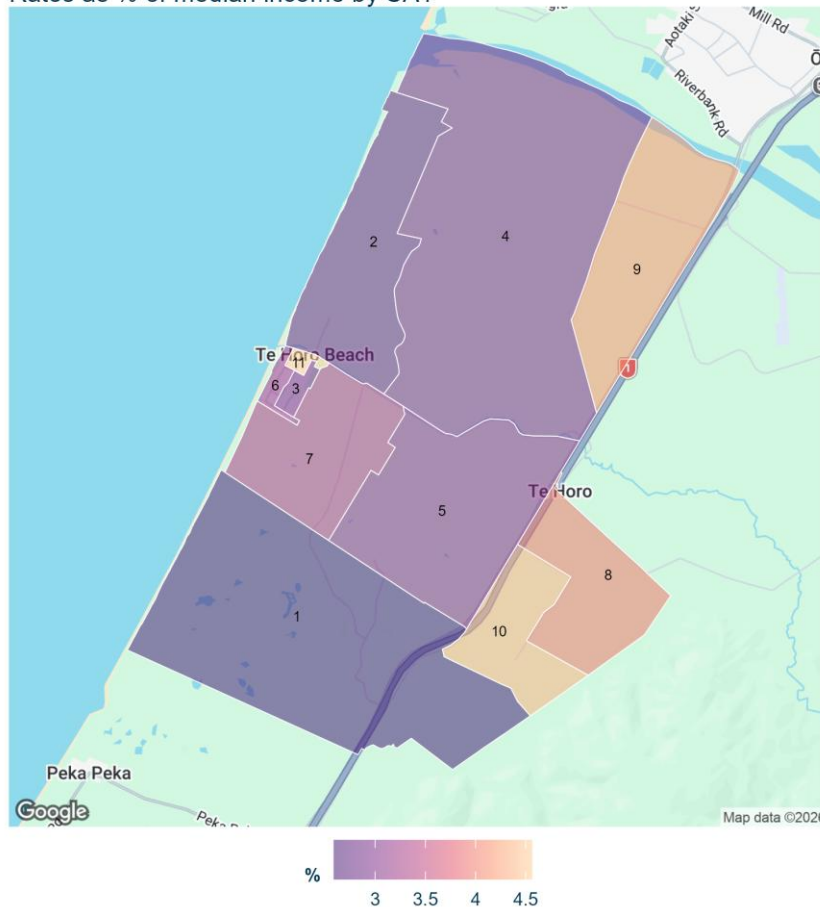 Rates as % of median income by SA1
Mill Rd
Aotaki S
Riverbank Rd
2
4
9
Te Horo Beach
11
6
3
1
7
5
Te Horo
8
1
10
Peka Peka
Google
Peka P
Map data ©2026
%
3
3.5
4
4.5